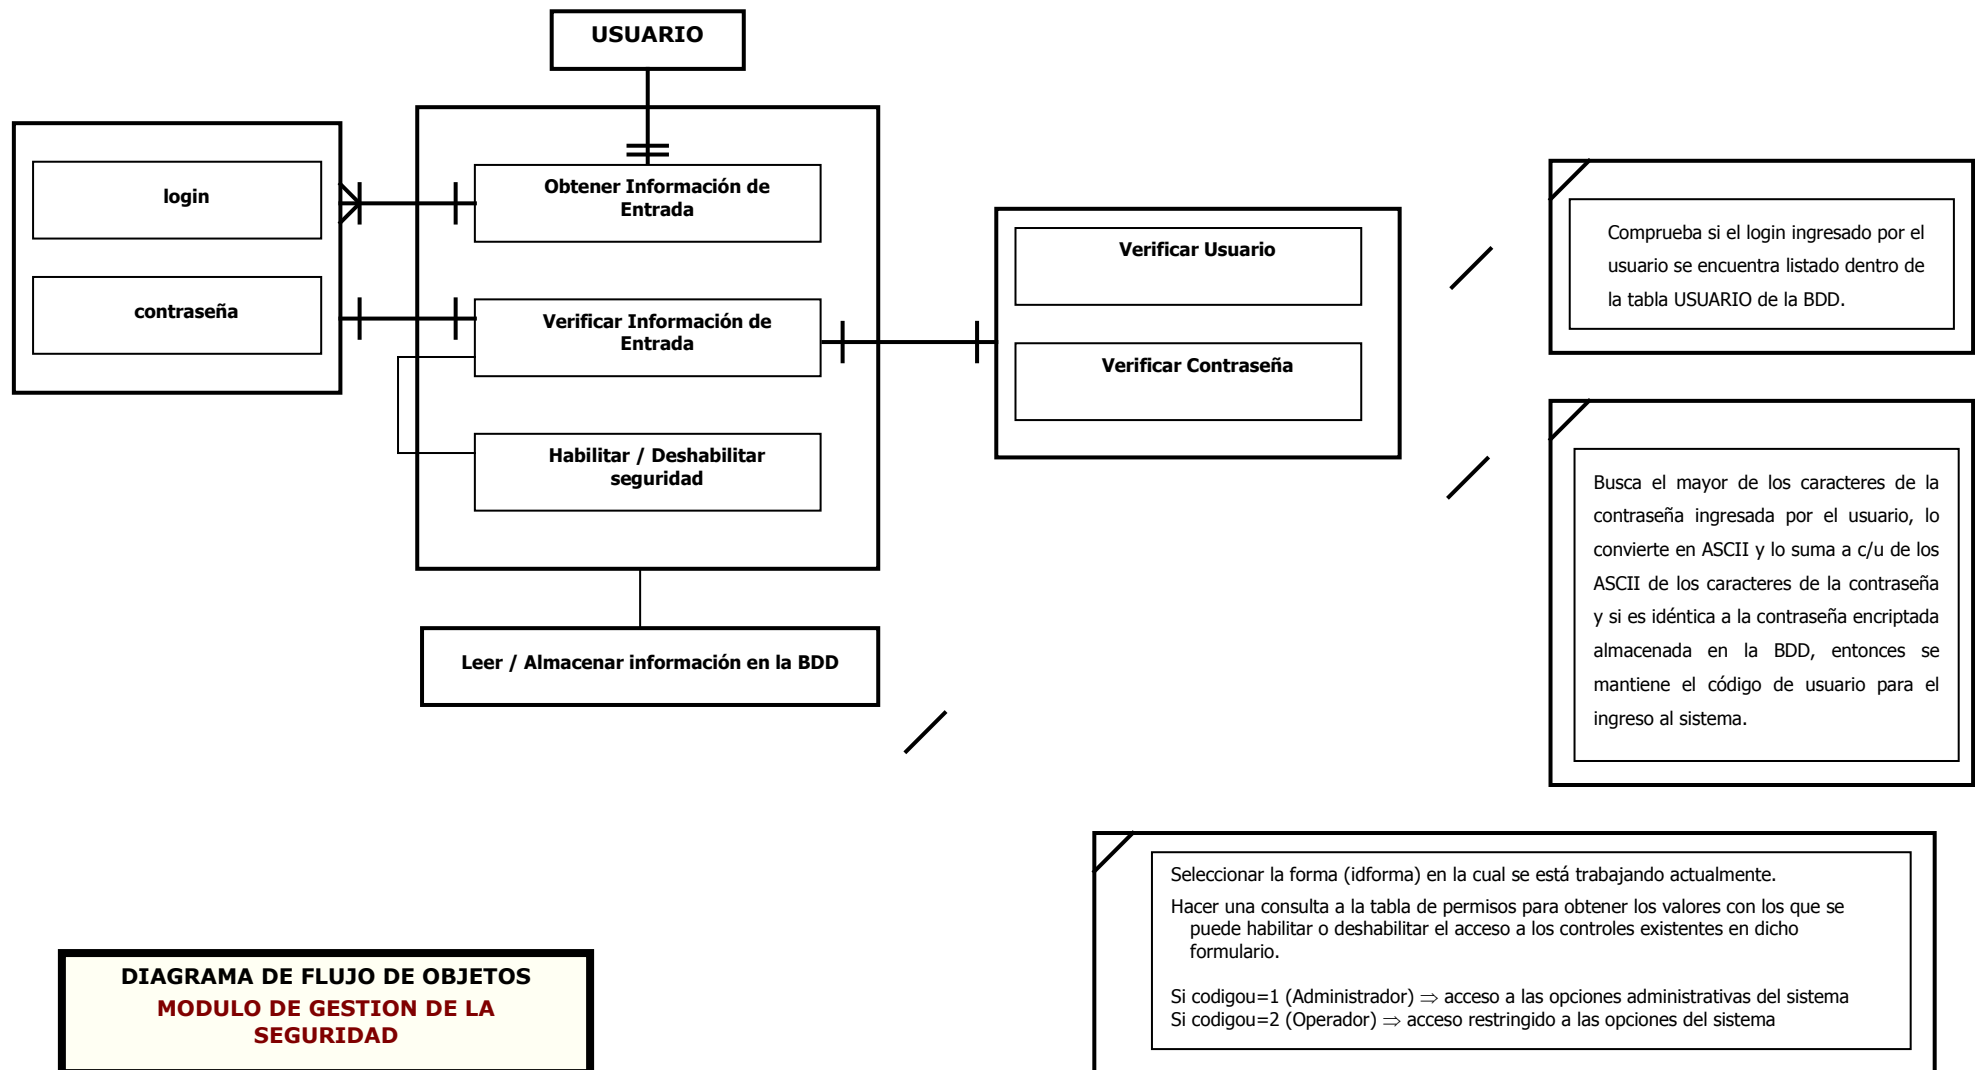 USUARIO
login
contraseña
Obtener Información de
Entrada
Verificar Información de
Entrada
Habilitar / Deshabilitar
seguridad
Verificar Usuario
Verificar Contraseña
Comprueba si el login ingresado por el
usuario se encuentra listado dentro de
la tabla USUARIO de la BDD.
Busca el mayor de los caracteres de la
contraseña ingresada por el usuario, lo
convierte en ASCII y lo suma a c/u de los
ASCII de los caracteres de la contraseña
y si es idéntica a la contraseña encriptada
almacenada en la BDD, entonces se
mantiene el código de usuario para el
ingreso al sistema.
Leer / Almacenar información en la BDD
Seleccionar la forma (idforma) en la cual se está trabajando actualmente.
Hacer una consulta a la tabla de permisos para obtener los valores con los que se
puede habilitar o deshabilitar el acceso a los controles existentes en dicho
formulario.
Si codigou=1 (Administrador) ⇒ acceso a las opciones administrativas del sistema
Si codigou=2 (Operador) ⇒ acceso restringido a las opciones del sistema
DIAGRAMA DE FLUJO DE OBJETOS
MODULO DE GESTION DE LA
SEGURIDAD